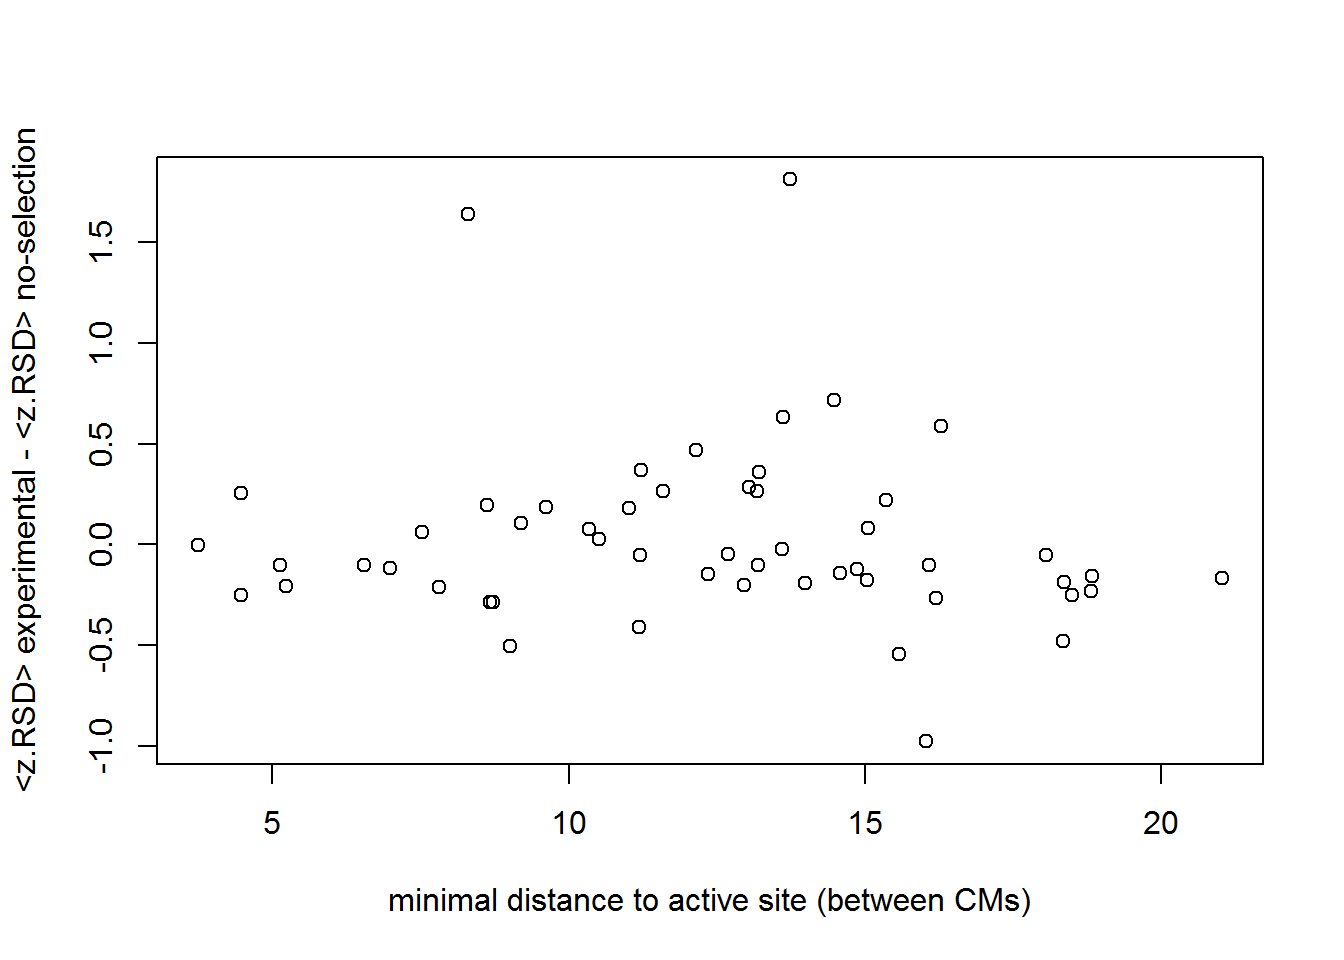 <z.RSD> experimental - <z.RSD> no-selection
1.5
1.0
0.5
0.0
-0.5
-1.0
5 10 15 20
minimal distance to active site (between CMs)